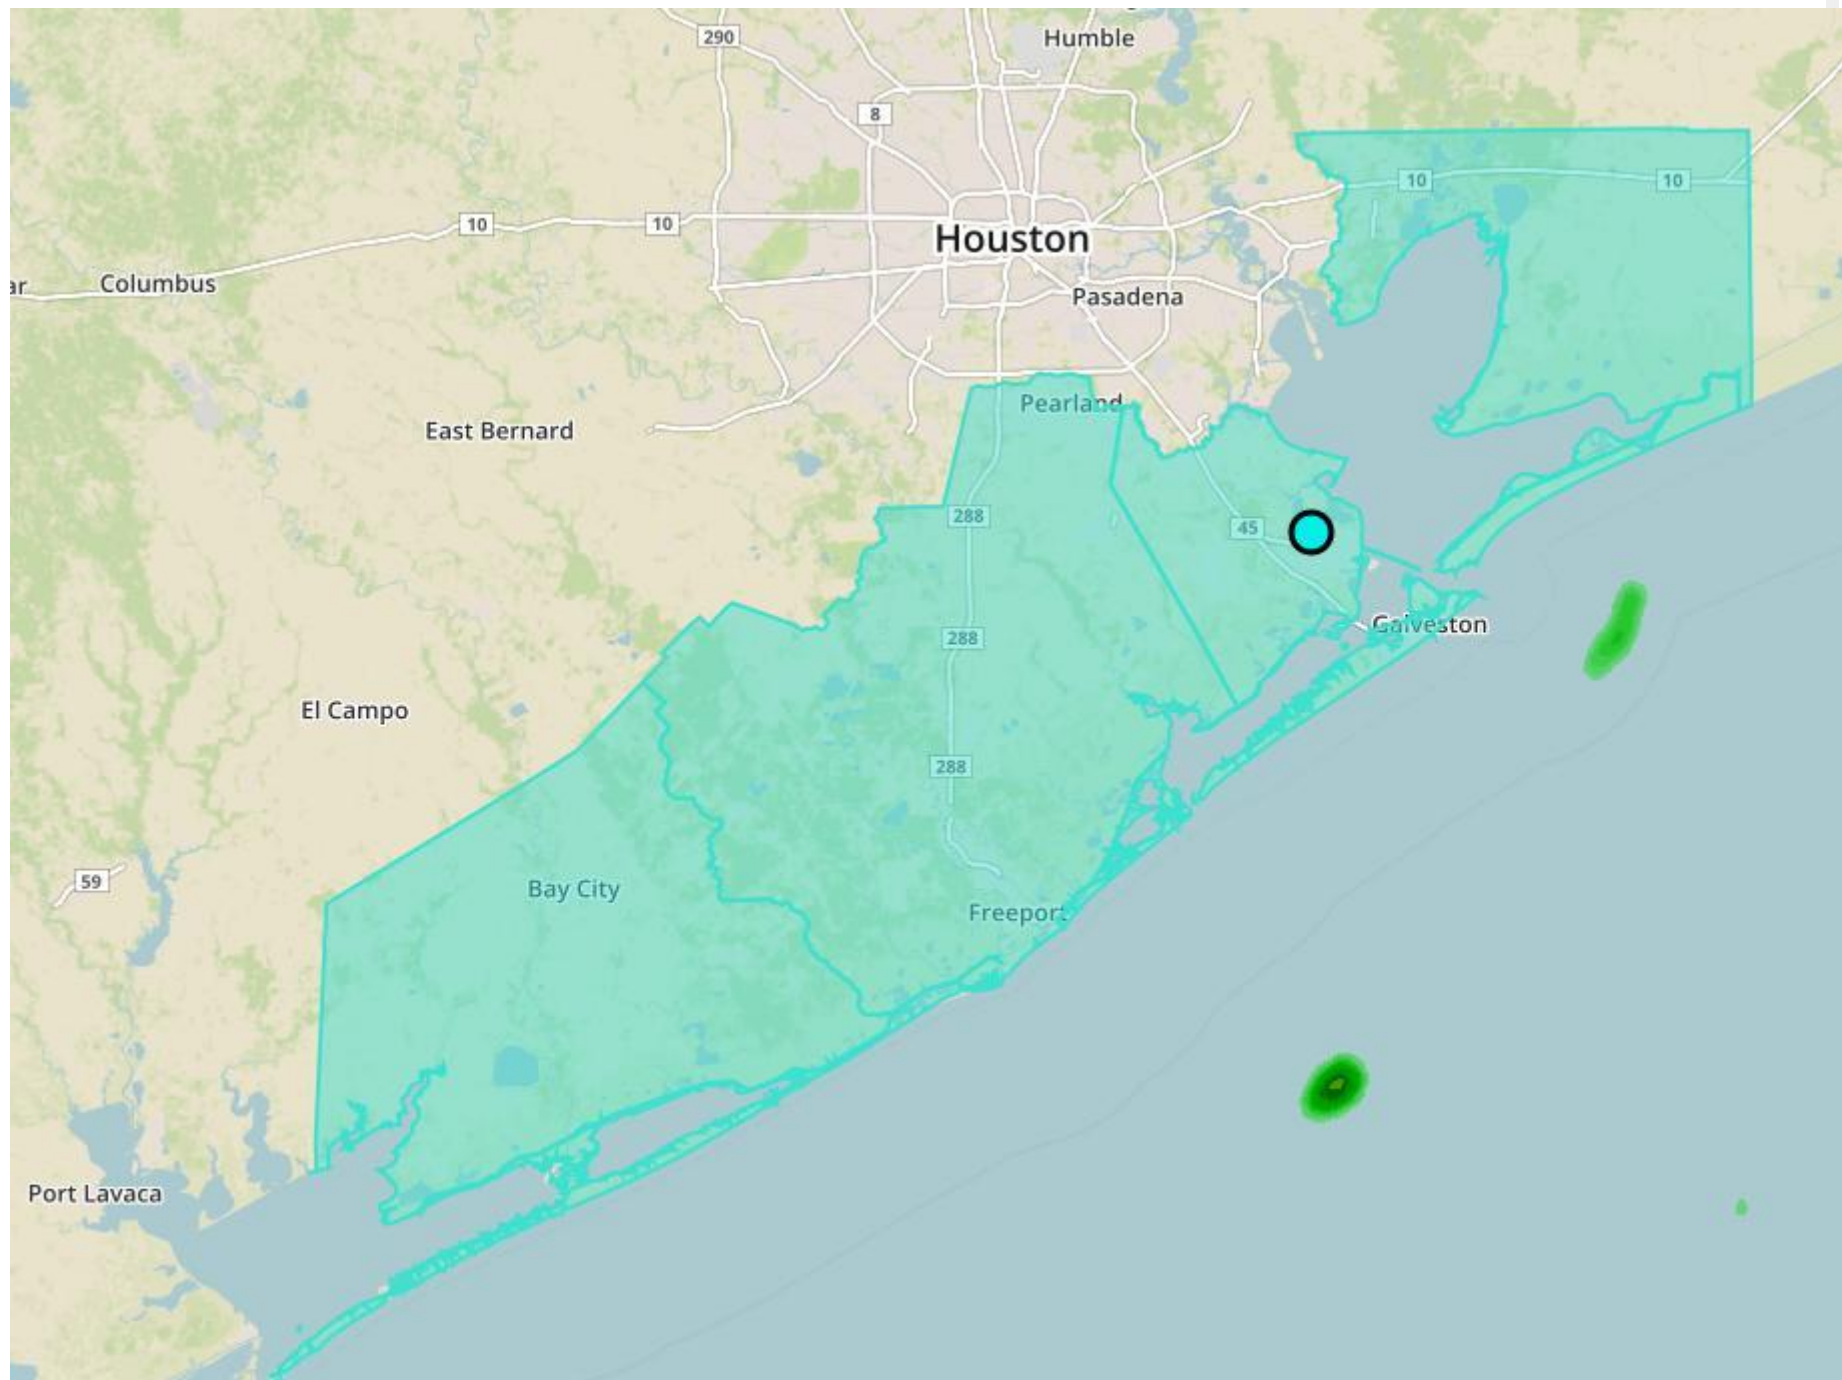 290
Humble
8
10
10
10
10
Houston
Columbus
ar
Pasadena
Pearland
East Bernard
288
45
Galveston
288
El Campo
288
59
Bay City
Freeport
Port Lavaca